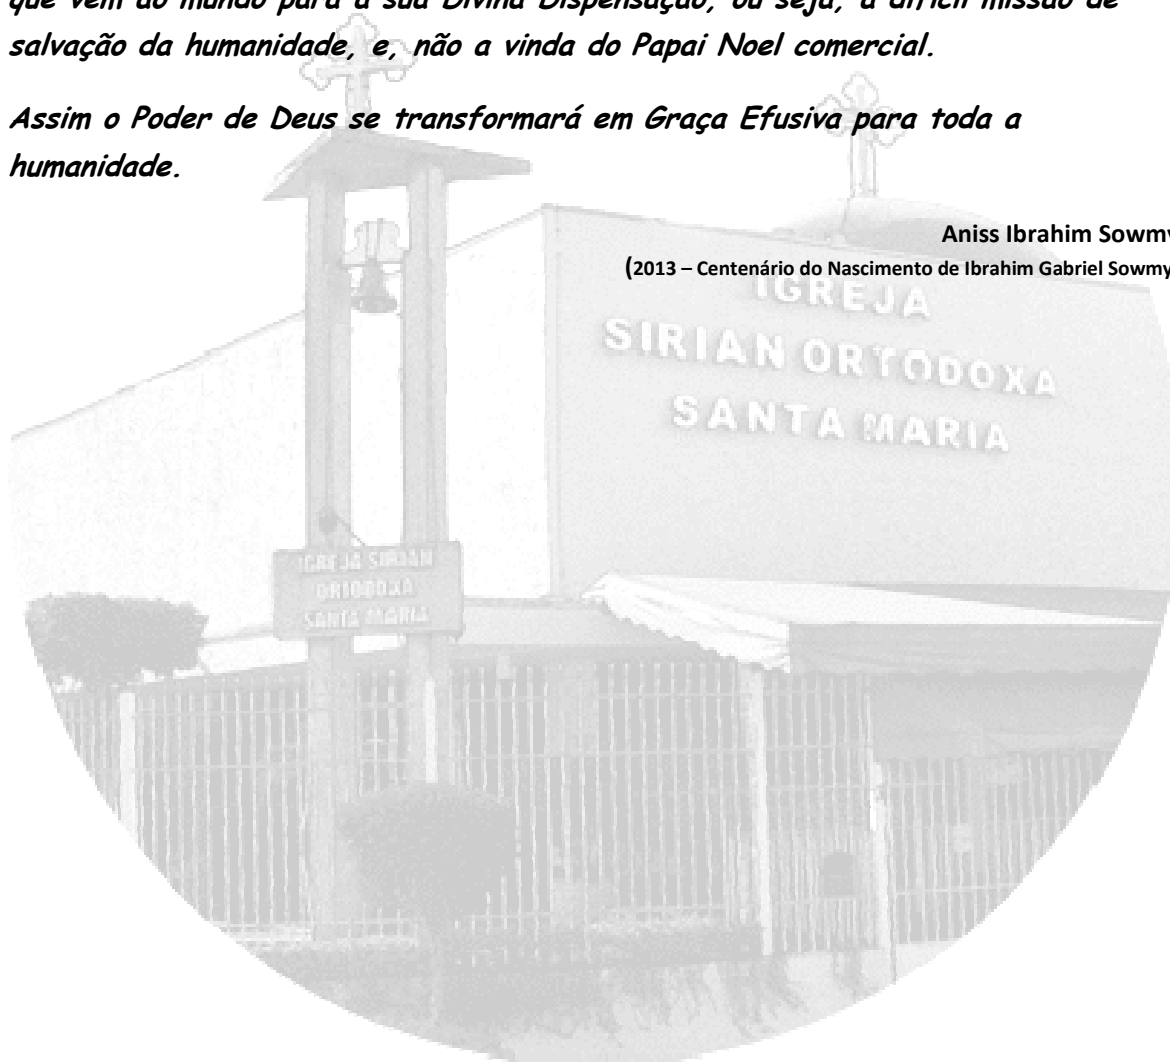 que vem ao mundo para a sua Divina Dispensação, ou seja, a difícil missão de
salvação da humanidade, e, não a vinda do Papai Noel comercial.
Assim o Poder de Deus se transformará em Graça Efusiva para toda a
humanidade.
Aniss Ibrahim Sowmy
(2013 – Centenário do Nascimento de Ibrahim Gabriel Sowmy
IGREJA
SIRIAN ORTODOXA
SANTA MARIA
IGREJA SIRIAN
ORTODOXA
SANTA MARIA